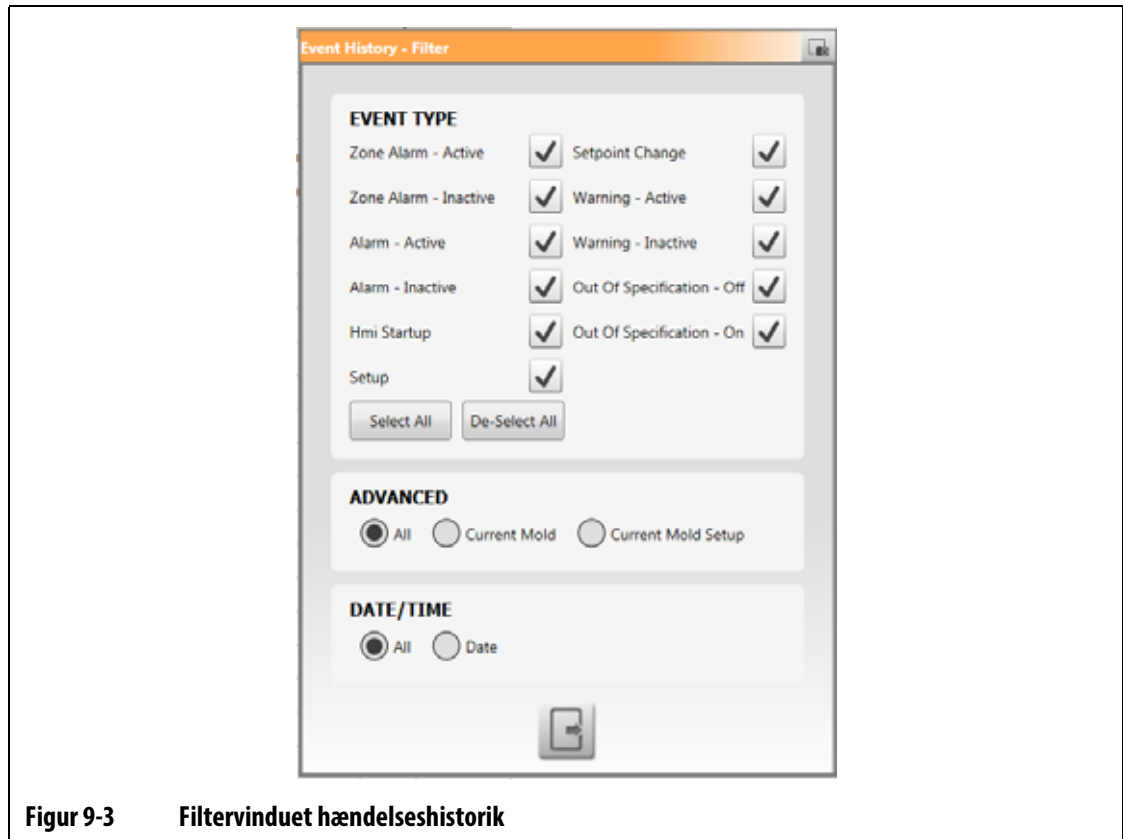 Event History - Filter
EVENT TYPE
Zone Alarm - Active
Setpoint Change
Zone Alarm - Inactive
Warning - Active
Alarm - Active
Warning - Inactive
Alarm - Inactive
Out Of Specification - Off
Hmi Startup
Out Of Specification - On
Setup
Select All
De-Select All
ADVANCED
All
Current Mold
Current Mold Setup
DATE/TIME
All
Date
Figur 9-3 Filtervinduet hændelseshistorik